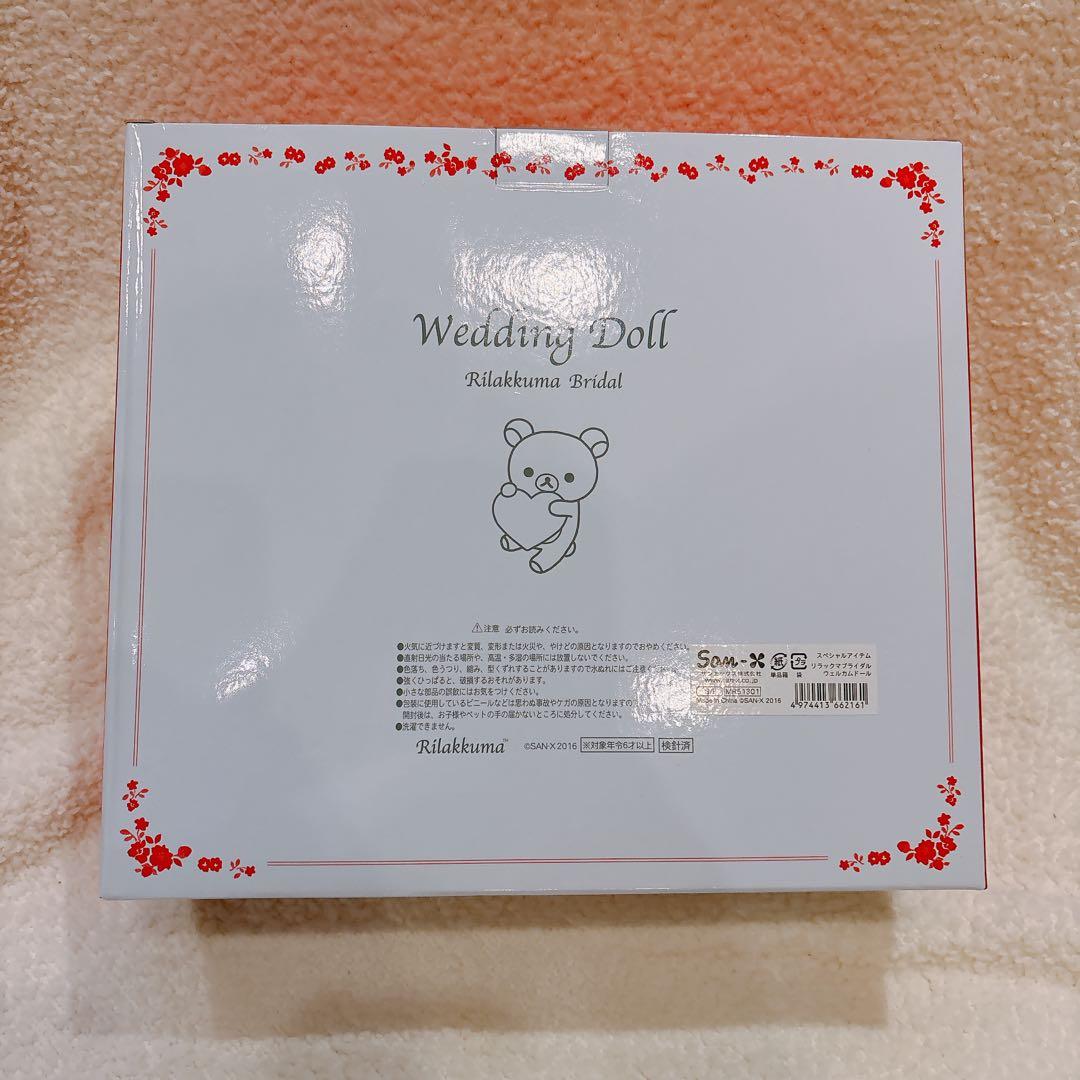 Wedding Doll
Rilakkuma Bridal
⚠注意 必ずお読みください。
●火気に近づけますと変質、変形または火災や、やけどの原因となりますのでおやめください。
●直射日光の当たる場所や、高温・多湿の場所には放置しないでください。
●色落ち、色うつり、縮み、型くずれすることがありますので水ぬれにはご注意くだ
●強くひっぱると、破損するおそれがあります。
●小さな部品の誤飲にはお気をつけください。
●包装に使用しているビニールなどは思わぬ事故やケガの原因となりますの
開封後は、お子様やペットの手の届かないところに処分してください。
●洗濯できません。
Rilakkuma™ ©SAN-X 2016 ※対象年令6才以上 検針済
San-X
サンエックス株式会社
www.san-x.co.jp
MR51301
Made in China ©SAN-X 2016
紙 単品箱
プラ 袋
スペシャルアイテム
リラックマブライダル
ウェルカムドール
4 974413 662161